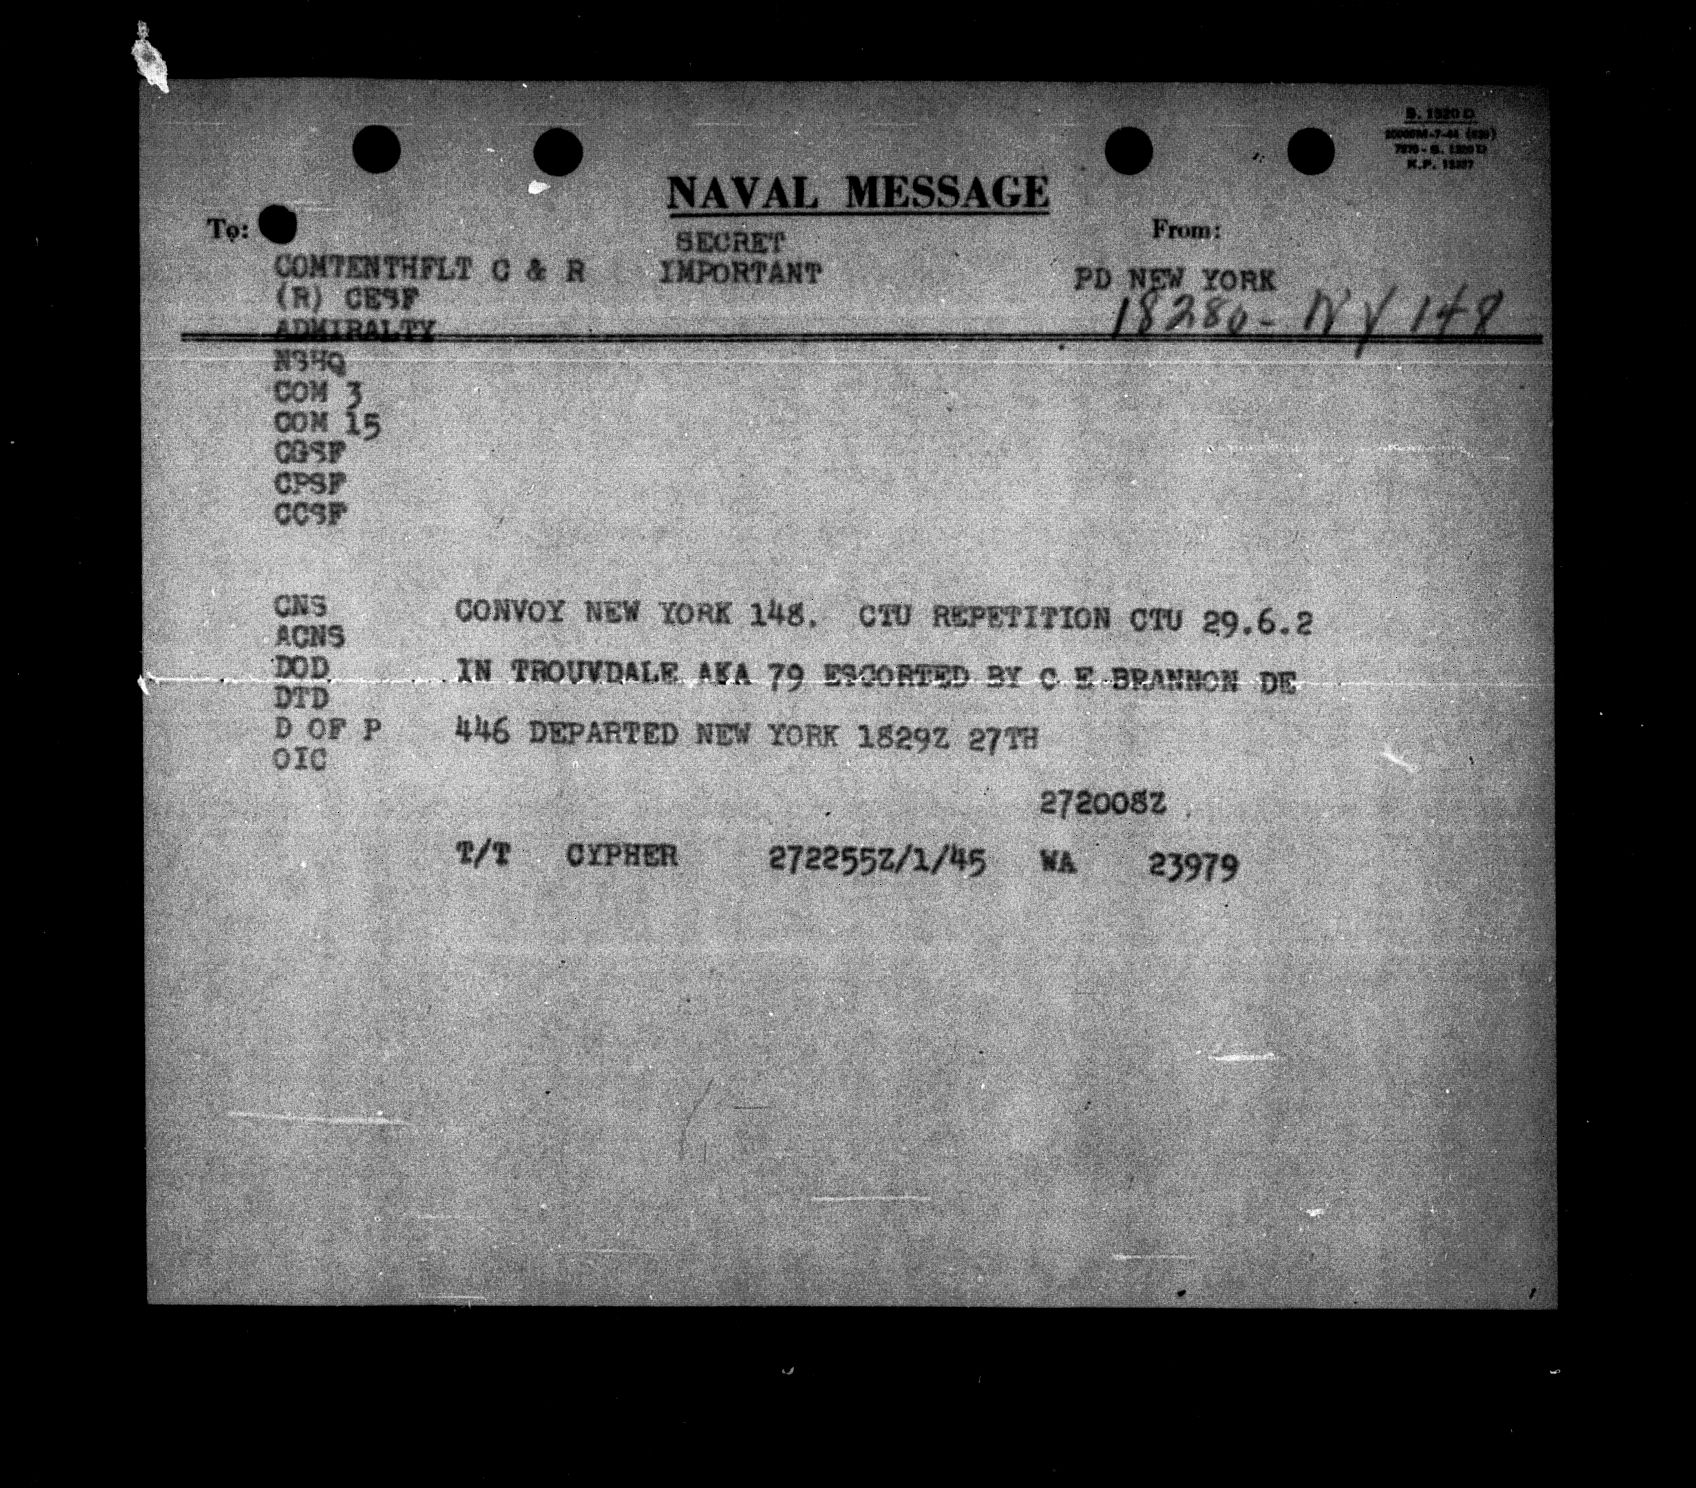 S. 1320 D
NAVAL MESSAGE
To:
From:
SECRET
COMTENTHFLT C & R IMPORTANT PD NEW YORK
(R) CESF
18280 - NY 148
ADMIRALTY
NSHQ
COM 3
COM 15
CGSF
CPSF
CCSF
CNS CONVOY NEW YORK 148. CTU REPETITION CTU 29.6.2
ACNS
DOD IN TROUVDALE AKA 79 ESCORTED BY C E BRANNON DE
DTD
D OF P 446 DEPARTED NEW YORK 1829Z 27TH
OIC
272008Z
T/T CYPHER 272255Z/1/45 WA 23979